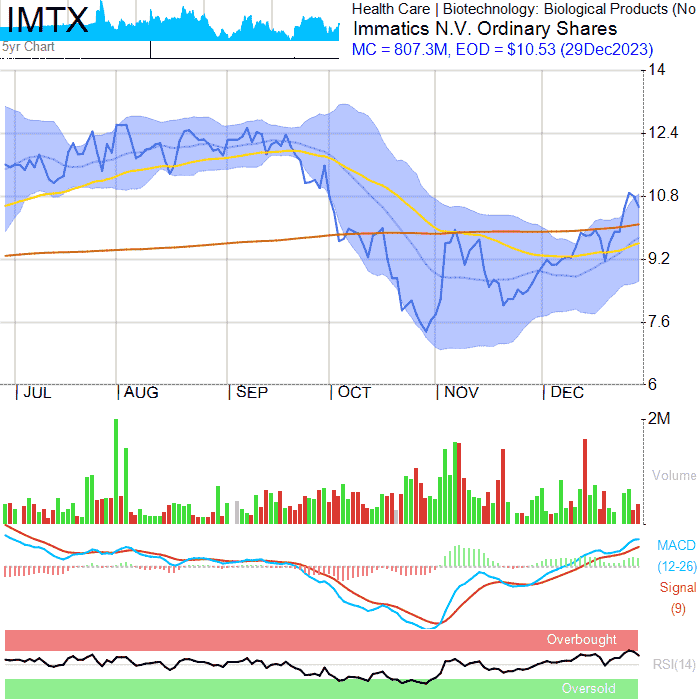 IMTX
5yr Chart
Health Care | Biotechnology: Biological Products (No
Immatics N.V. Ordinary Shares
MC = 807.3M, EOD = $10.53 (29Dec2023)
14
12.4
10.8
9.2
7.6
6
JUL AUG SEP OCT NOV DEC
2M
Volume
MACD
(12-26)
Signal
(9)
Overbought
RSI(14)
Oversold